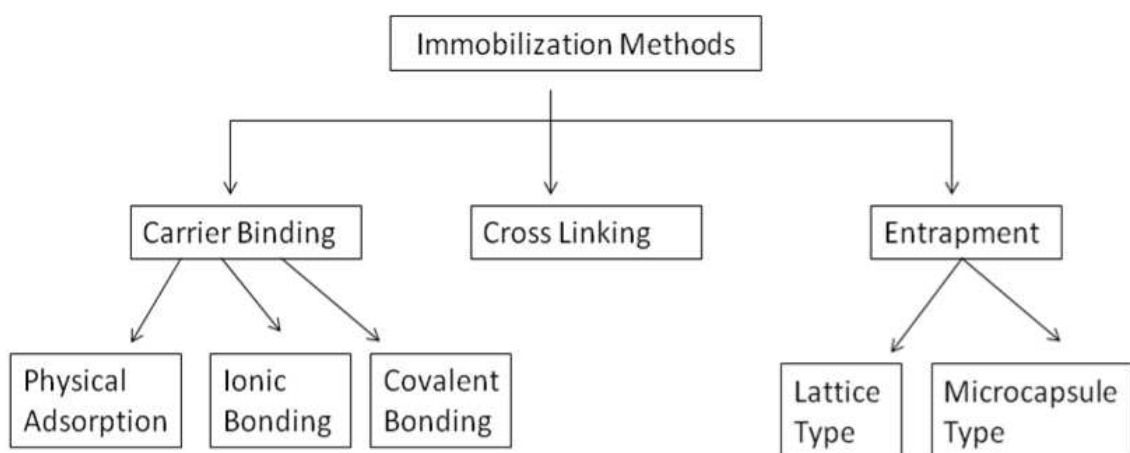 Immobilization Methods
Carrier Binding
Cross Linking
Entrapment
Physical
Adsorption
Ionic
Bonding
Covalent
Bonding
Lattice
Type
Microcapsule
Type